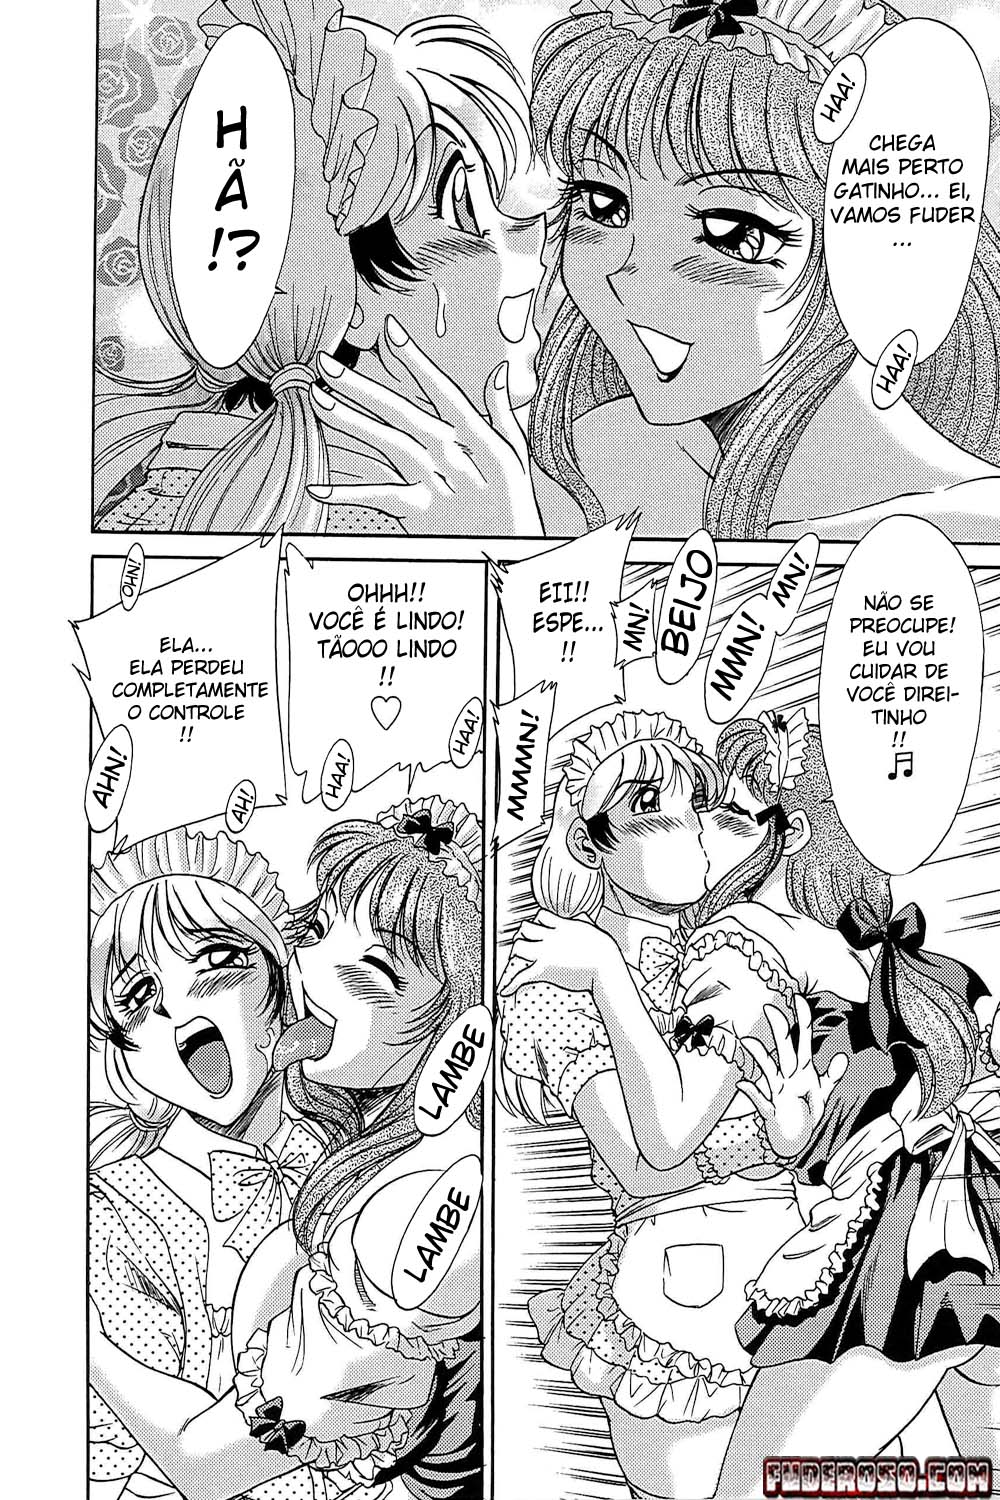 CHEGA
MAIS PERTO
GATINHO... EI,
VAMOS FUDER
...
HAA!
HAA!
H
Ã
!?
NÃO SE
PREOCUPE!
EU VOU
CUIDAR DE
VOCÊ DIREI-
TINHO
!!
MN!
MMN!
BEIJO
MN!
EII!!
ESPE...
!!
MMMN!
OHHH!!
VOCÊ É LINDO!
TÃOOO LINDO
!!
HAA!
HAA!
HAA!
OHN!
ELA...
ELA PERDEU
COMPLETAMENTE
O CONTROLE
!!
AHN!
AH!
LAMBE
LAMBE
FUDEROSO.COM